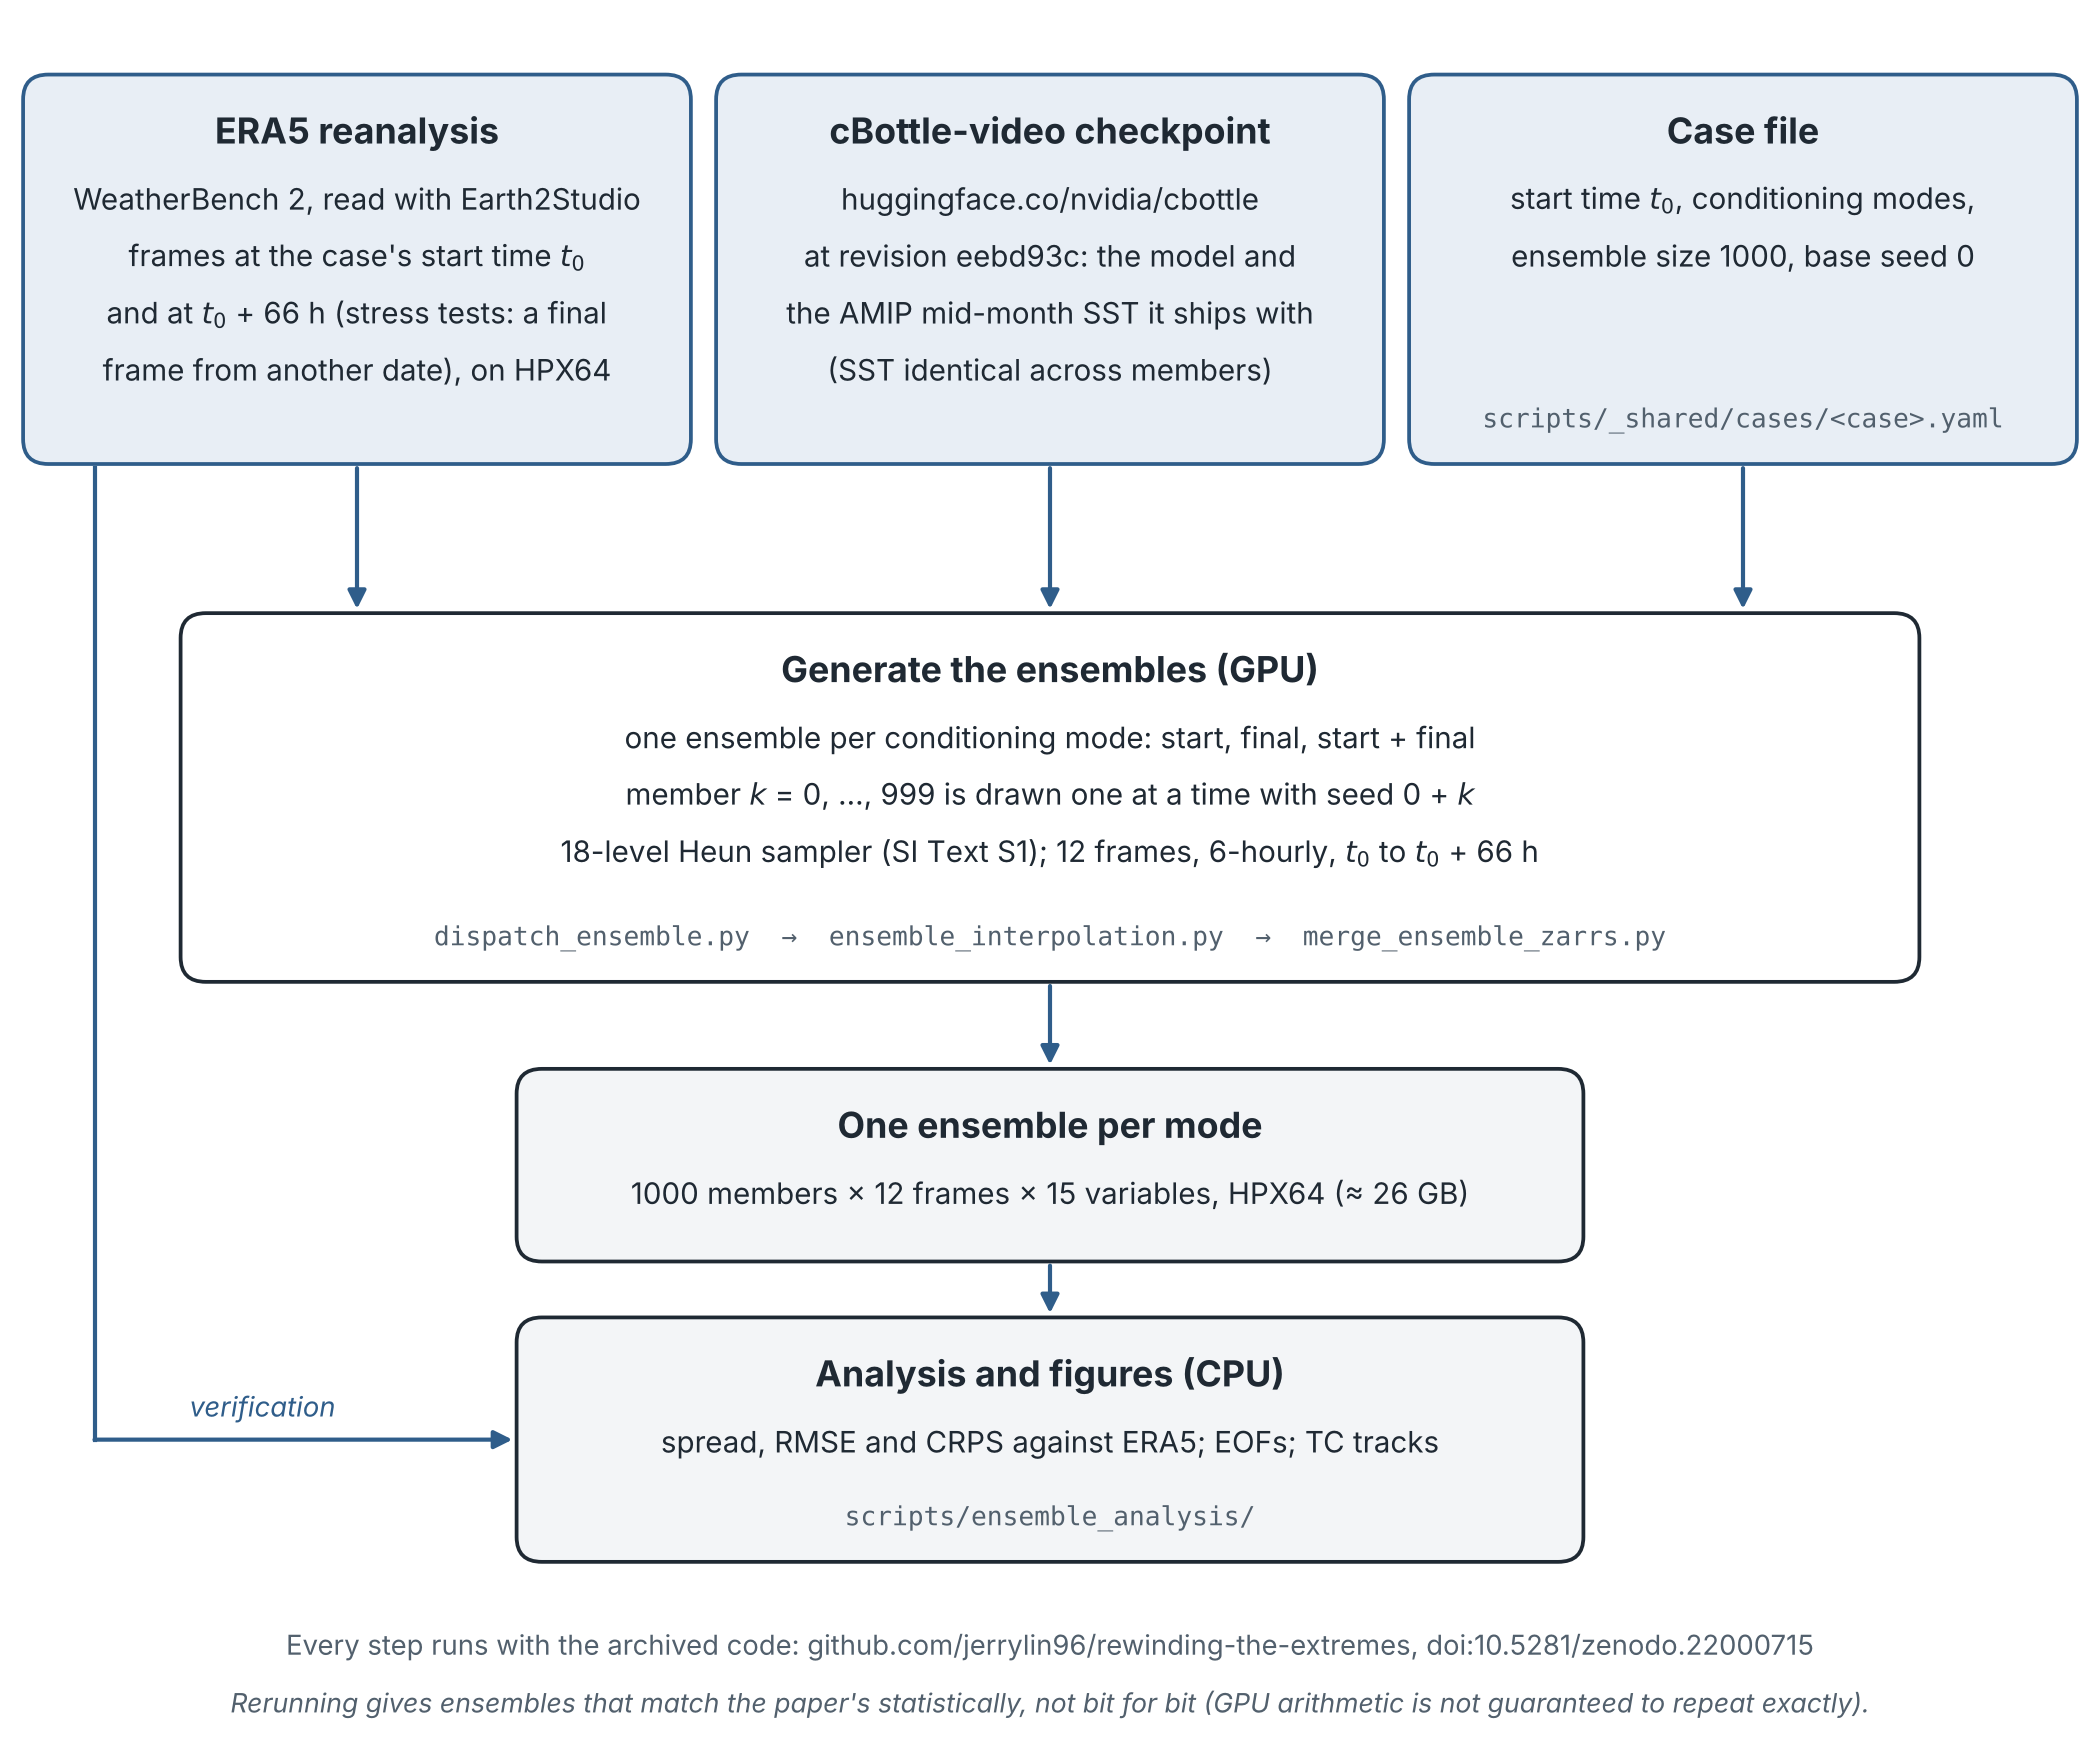 ERA5 reanalysis
WeatherBench 2, read with Earth2Studio
frames at the case's start time t₀
and at t₀ + 66 h (stress tests: a final
frame from another date), on HPX64
cBottle-video checkpoint
huggingface.co/nvidia/cbottle
at revision eebd93c: the model and
the AMIP mid-month SST it ships with
(SST identical across members)
Case file
start time t₀, conditioning modes,
ensemble size 1000, base seed 0
scripts/_shared/cases/<case>.yaml
Generate the ensembles (GPU)
one ensemble per conditioning mode: start, final, start + final
member k = 0, ..., 999 is drawn one at a time with seed 0 + k
18-level Heun sampler (SI Text S1); 12 frames, 6-hourly, t₀ to t₀ + 66 h
dispatch_ensemble.py → ensemble_interpolation.py → merge_ensemble_zarrs.py
One ensemble per mode
1000 members × 12 frames × 15 variables, HPX64 (≈ 26 GB)
verification
Analysis and figures (CPU)
spread, RMSE and CRPS against ERA5; EOFs; TC tracks
scripts/ensemble_analysis/
Every step runs with the archived code: github.com/jerrylin96/rewinding-the-extremes, doi:10.5281/zenodo.22000715
Rerunning gives ensembles that match the paper's statistically, not bit for bit (GPU arithmetic is not guaranteed to repeat exactly).